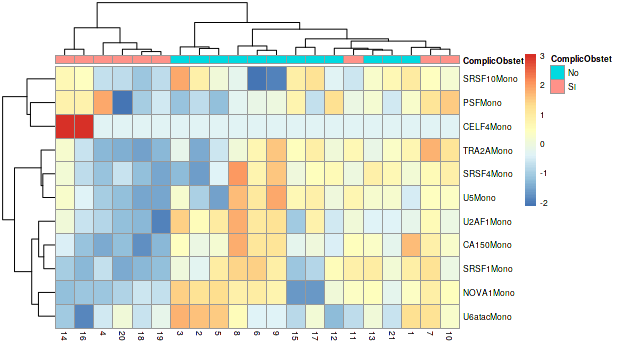 ComplicObstet
SRSF10Mono
PSFMono
CELF4Mono
TRA2AMono
SRSF4Mono
U5Mono
U2AF1Mono
CA150Mono
SRSF1Mono
NOVA1Mono
U6atacMono
14 16 4 20 18 19 3 2 5 8 6 9 15 17 12 11 13 21 1 7 10
3
2
1
0
-1
-2
ComplicObstet
No
SI